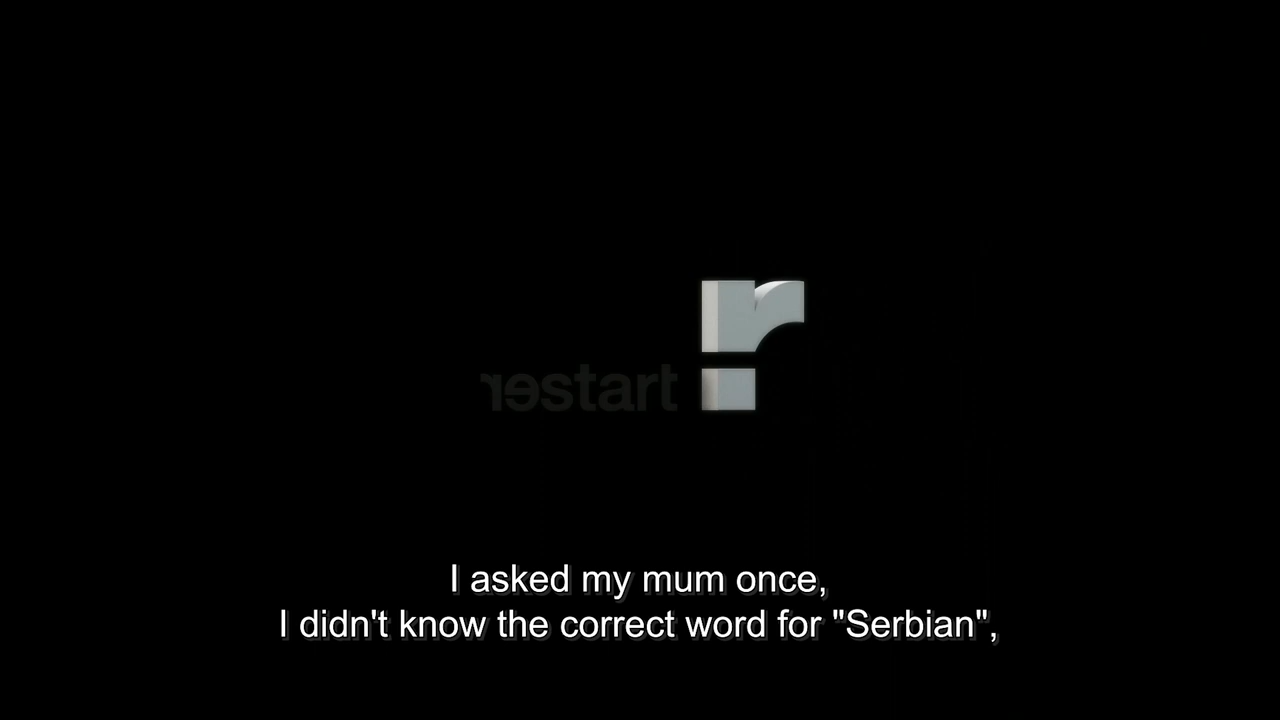 restart
r
I asked my mum once,
I didn't know the correct word for "Serbian",